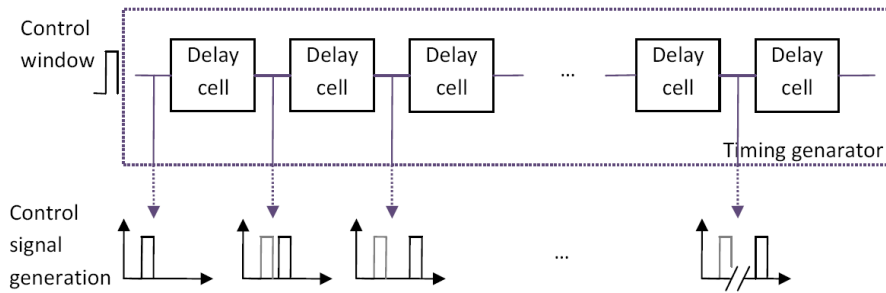 Control
window
Delay
cell
Delay
cell
Delay
cell
...
Delay
cell
Delay
cell
Timing genarator
Control
signal
generation
...